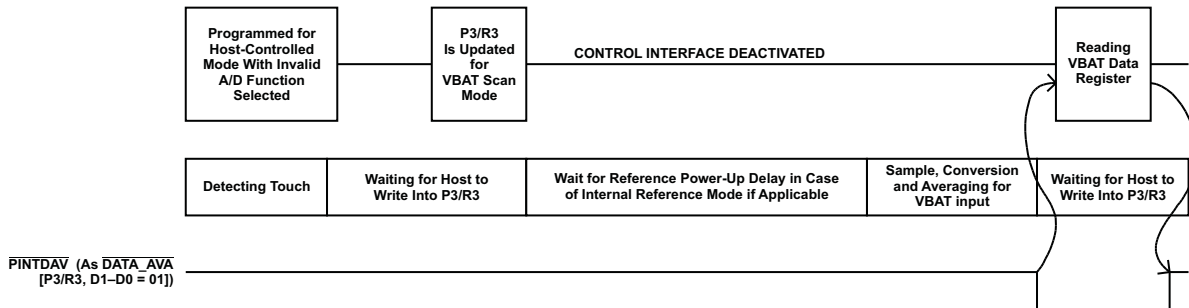 Programmed for
Host-Controlled
Mode With Invalid
A/D Function
Selected
P3/R3
Is Updated
for
VBAT Scan
Mode
CONTROL INTERFACE DEACTIVATED
Reading
VBAT Data
Register
Detecting Touch
Waiting for Host to
Write Into P3/R3
Wait for Reference Power-Up Delay in Case
of Internal Reference Mode if Applicable
Sample, Conversion
and Averaging for
VBAT input
Waiting for Host to
Write Into P3/R3
PINTDAV (As DATA_AVA
[P3/R3, D1–D0 = 01])